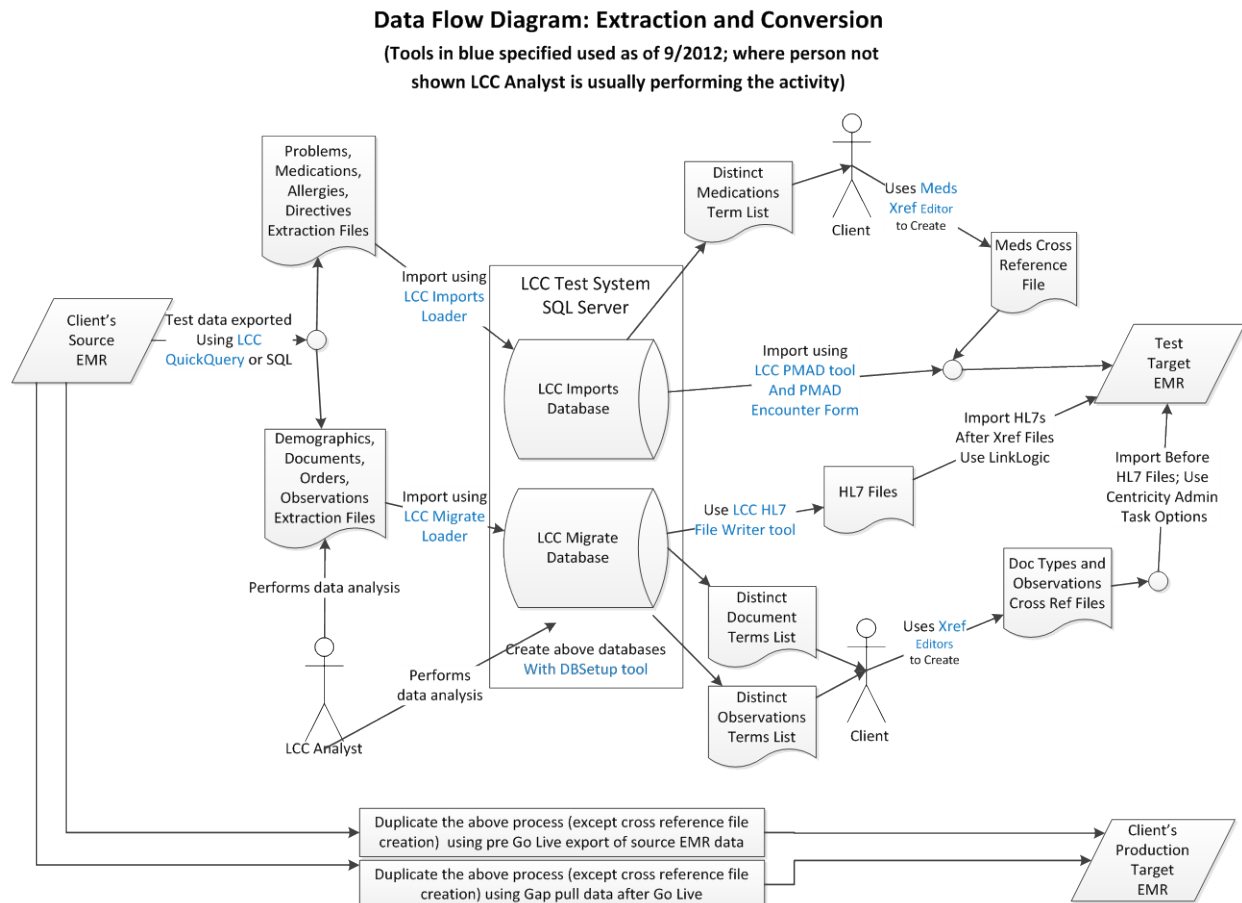 Data Flow Diagram: Extraction and Conversion
(Tools in blue specified used as of 9/2012; where person not
shown LCC Analyst is usually performing the activity)
Problems,
Medications,
Allergies,
Directives
Extraction Files
Distinct
Medications
Term List
Client
Uses Meds
Xref Editor
to Create
Meds Cross
Reference
File
Client's
Source
EMR
Test data exported
Using LCC
QuickQuery or SQL
Import using
LCC Imports
Loader
LCC Test System
SQL Server
LCC Imports
Database
Import using
LCC PMAD tool
And PMAD
Encounter Form
Test
Target
EMR
Demographics,
Documents,
Orders,
Observations
Extraction Files
Import using
LCC Migrate
Loader
LCC Migrate
Database
Use LCC HL7
File Writer tool
HL7 Files
Import HL7s
After Xref Files
Use LinkLogic
Import Before
HL7 Files; Use
Centricity Admin
Task Options
Performs data analysis
LCC Analyst
Performs
data analysis
Create above databases
With DBSetup tool
Distinct
Document
Terms List
Distinct
Observations
Terms List
Client
Uses Xref
Editors
to Create
Doc Types and
Observations
Cross Ref Files
Duplicate the above process (except cross reference file
creation) using pre Go Live export of source EMR data
Duplicate the above process (except cross reference file
creation) using Gap pull data after Go Live
Client's
Production
Target
EMR